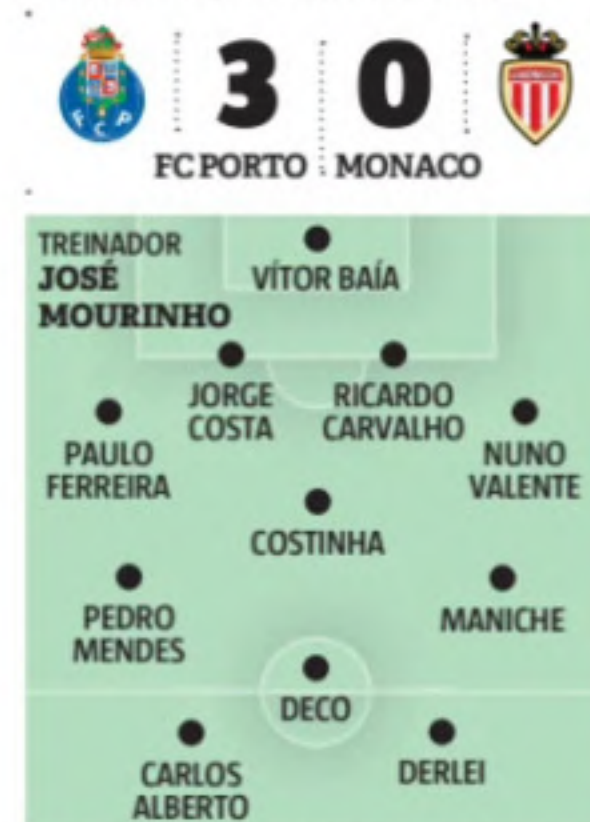 3 0
FC PORTO MONACO
TREINADOR
JOSÉ
MOURINHO
VÍTOR BAÍA
JORGE
COSTA
RICARDO
CARVALHO
PAULO
FERREIRA
NUNO
VALENTE
COSTINHA
PEDRO
MENDES
MANICHE
DECO
CARLOS
ALBERTO
DERLEI
F C P